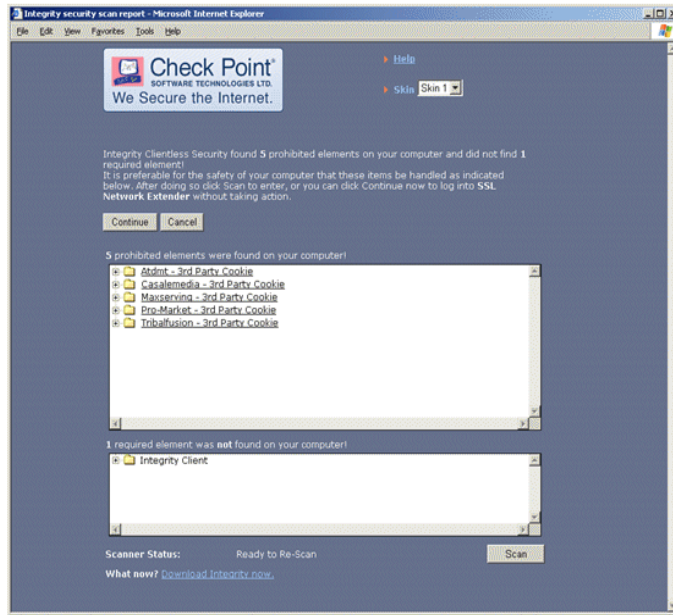 Integrity security scan report - Microsoft Internet Explorer
File Edit View Favorites Tools Help
Check Point
SOFTWARE TECHNOLOGIES LTD.
We Secure the Internet.
Help
Skin Skin 1
Integrity Clientless Security found 5 prohibited elements on your computer and did not find 1
required element!
It is preferable for the safety of your computer that these items be handled as indicated
below. After doing so click Scan to enter, or you can click Continue now to log into SSL
Network Extender without taking action.
Continue Cancel
5 prohibited elements were found on your computer!
Atdmt - 3rd Party Cookie
Casalemedia - 3rd Party Cookie
Maxserving - 3rd Party Cookie
Pro-Market - 3rd Party Cookie
Tribalfusion - 3rd Party Cookie
1 required element was not found on your computer!
Integrity Client
Scanner Status: Ready to Re-Scan Scan
What now? Download Integrity now.